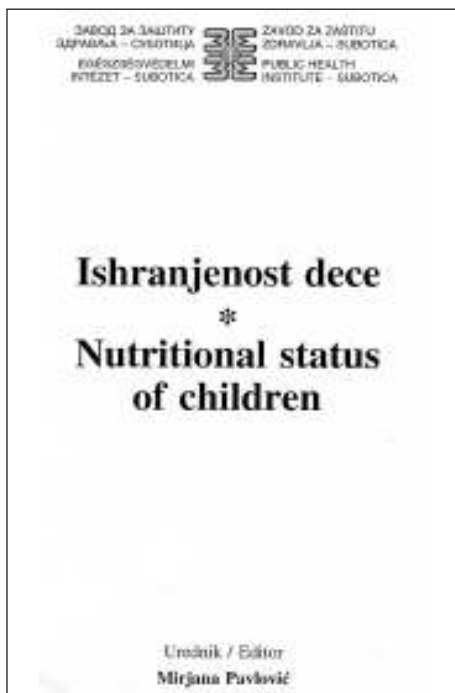 ЗАВОД ЗА ЗАШТИТУ
ЗДРАВЉА – СУБОТИЦА
EGÉSZSÉGVÉDELMI
INTÉZET – SUBOTICA
ZAVOD ZA ZAŠTITU
ZDRAVLJA – SUBOTICA
PUBLIC HEALTH
INSTITUTE – SUBOTICA
Ishranjenost dece
*
Nutritional status
of children
Urednik / Editor
Mirjana Pavlović